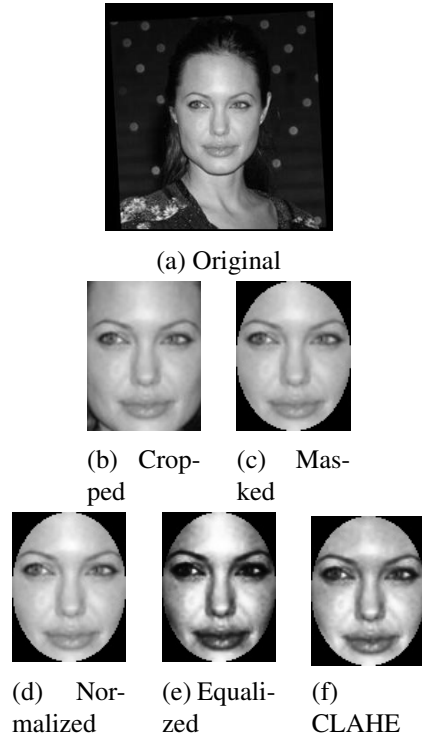 (a) Original
(b) Crop-
ped
(c) Mas-
ked
(d) Nor-
malized
(e) Equali-
zed
(f)
CLAHE